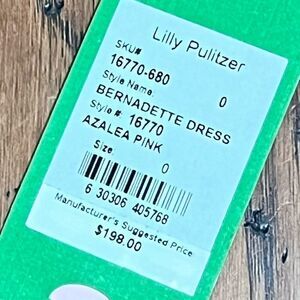 Lilly Pulitzer
SKU#
16770-680 0
Style Name:
BERNADETTE DRESS
Style #: 16770
AZALEA PINK
Size 0
6 30306 405768
Manufacturer's Suggested Price
$198.00